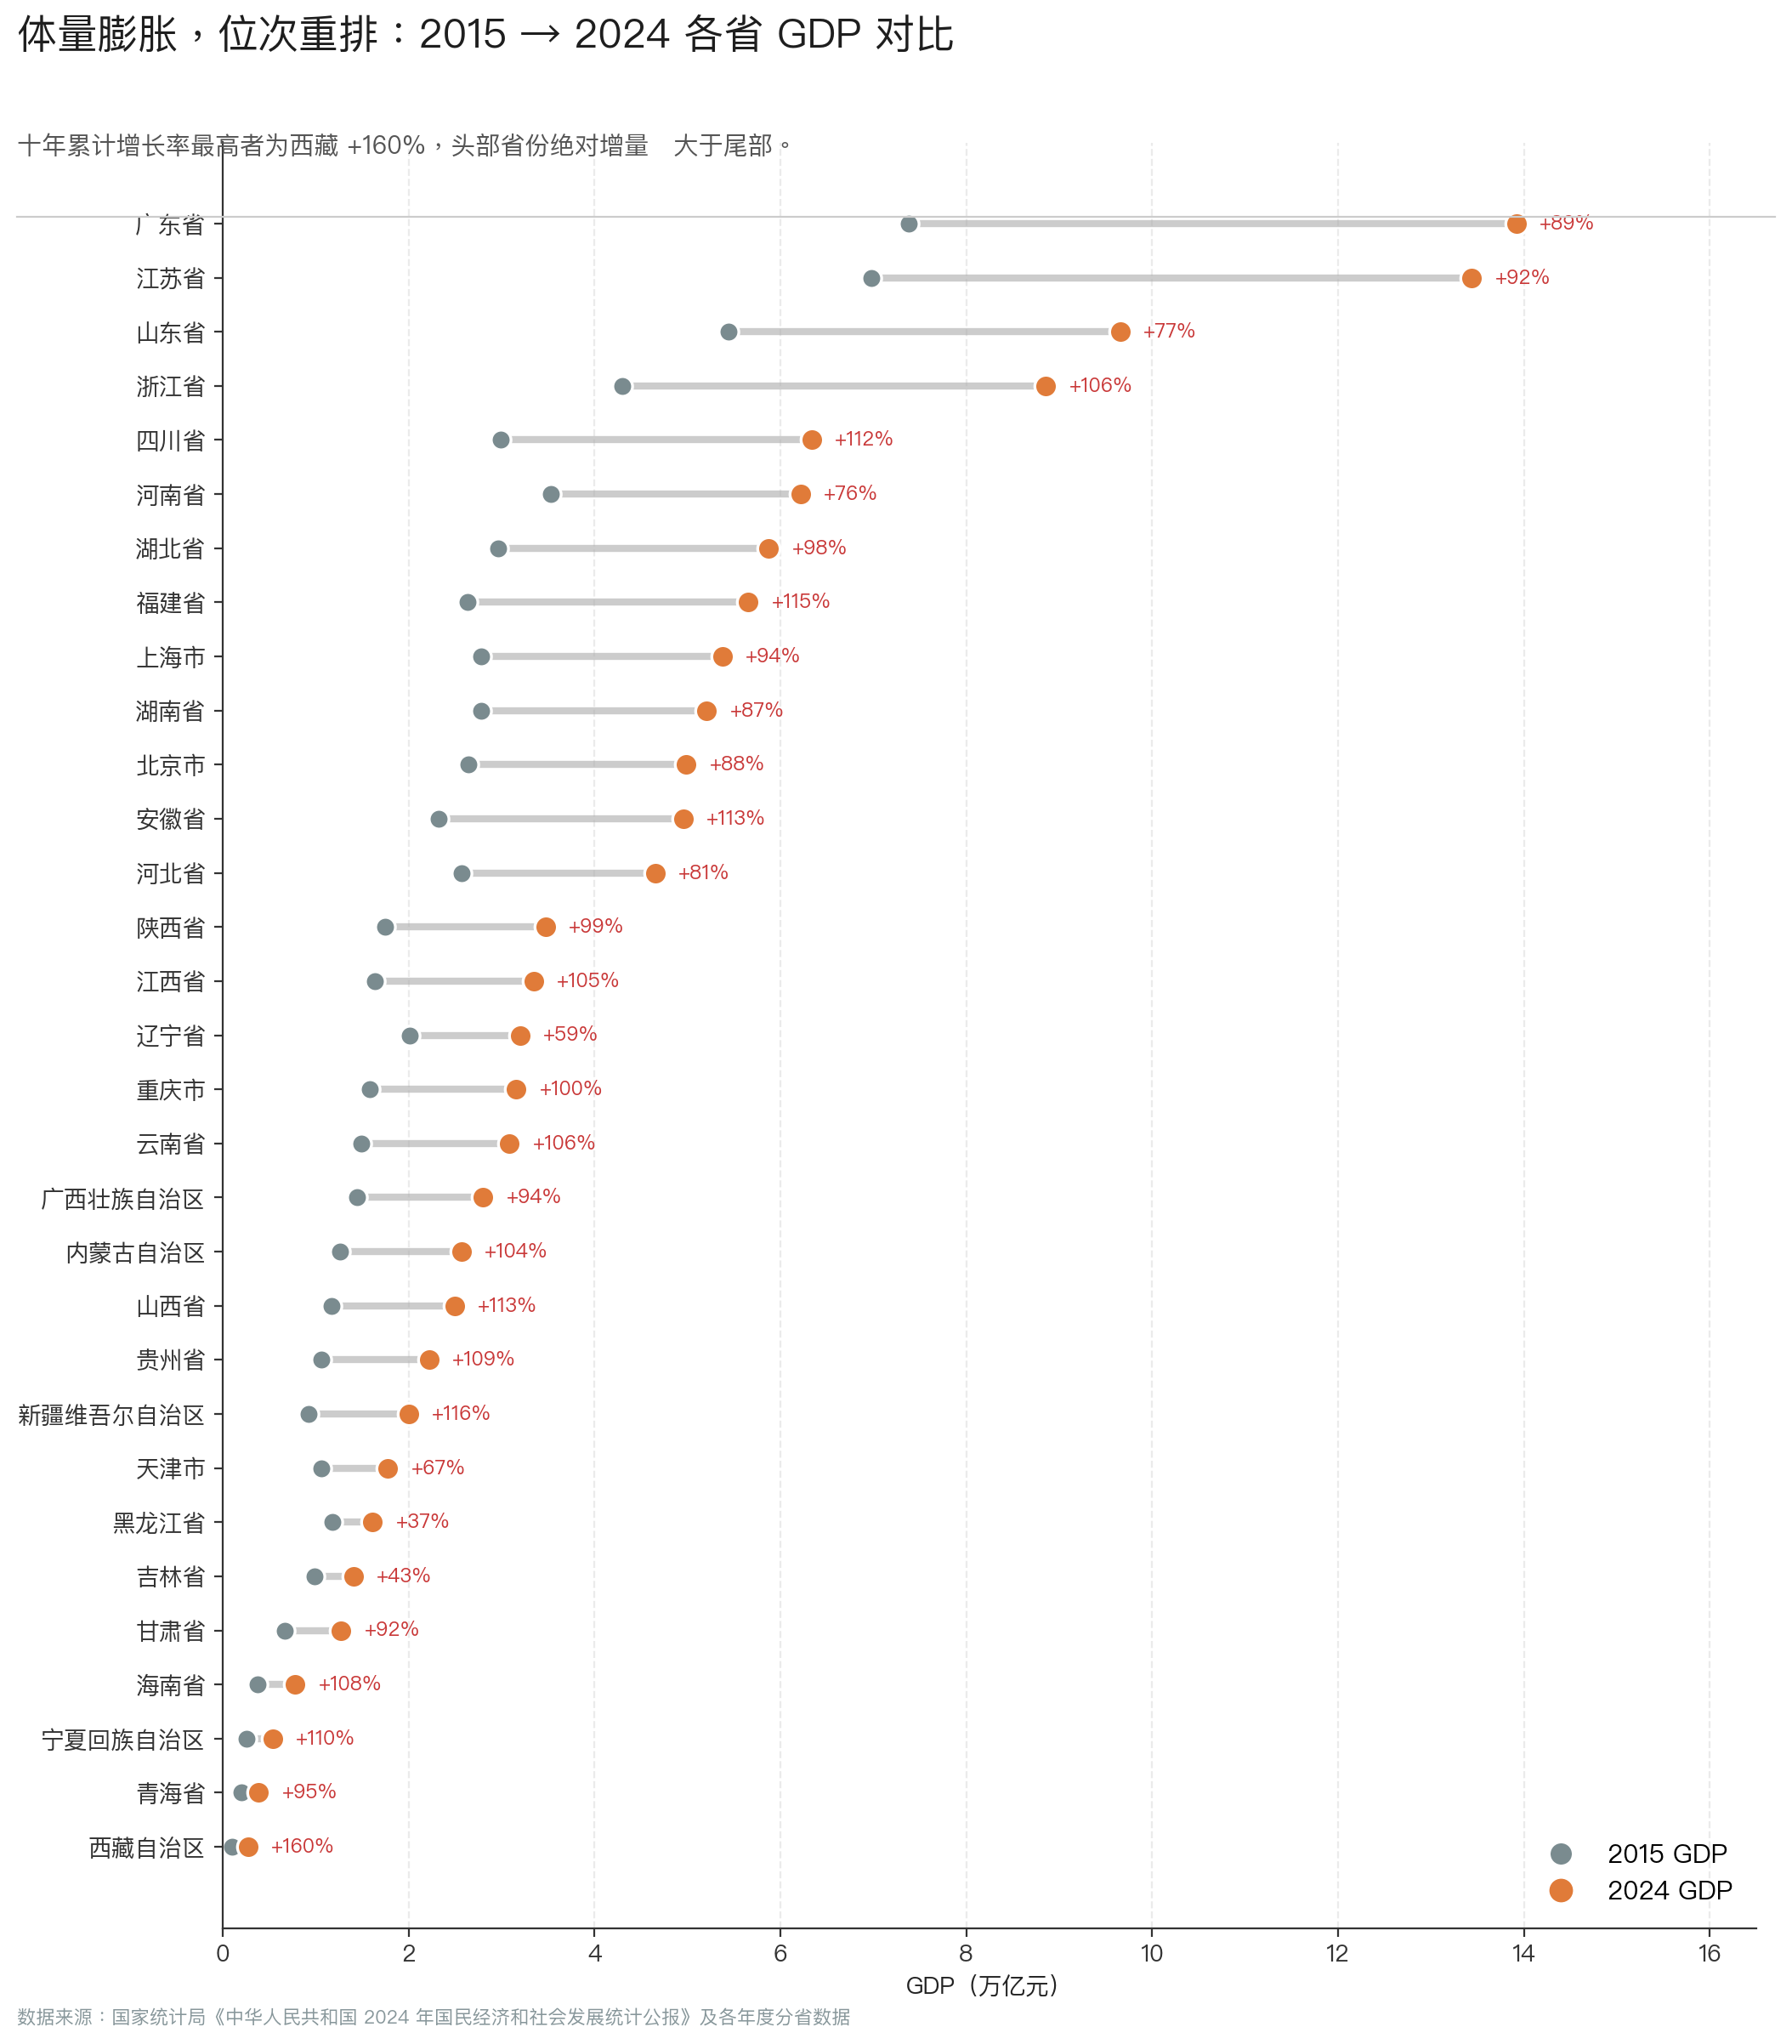 体量膨胀，位次重排：2015 → 2024 各省 GDP 对比
十年累计增长率最高者为西藏 +160%，头部省份绝对增量　大于尾部。
广东省 +89%
江苏省 +92%
山东省 +77%
浙江省 +106%
四川省 +112%
河南省 +76%
湖北省 +98%
福建省 +115%
上海市 +94%
湖南省 +87%
北京市 +88%
安徽省 +113%
河北省 +81%
陕西省 +99%
江西省 +105%
辽宁省 +59%
重庆市 +100%
云南省 +106%
广西壮族自治区 +94%
内蒙古自治区 +104%
山西省 +113%
贵州省 +109%
新疆维吾尔自治区 +116%
天津市 +67%
黑龙江省 +37%
吉林省 +43%
甘肃省 +92%
海南省 +108%
宁夏回族自治区 +110%
青海省 +95%
西藏自治区 +160%
2015 GDP
2024 GDP
0 2 4 6 8 10 12 14 16
GDP（万亿元）
数据来源：国家统计局《中华人民共和国 2024 年国民经济和社会发展统计公报》及各年度分省数据